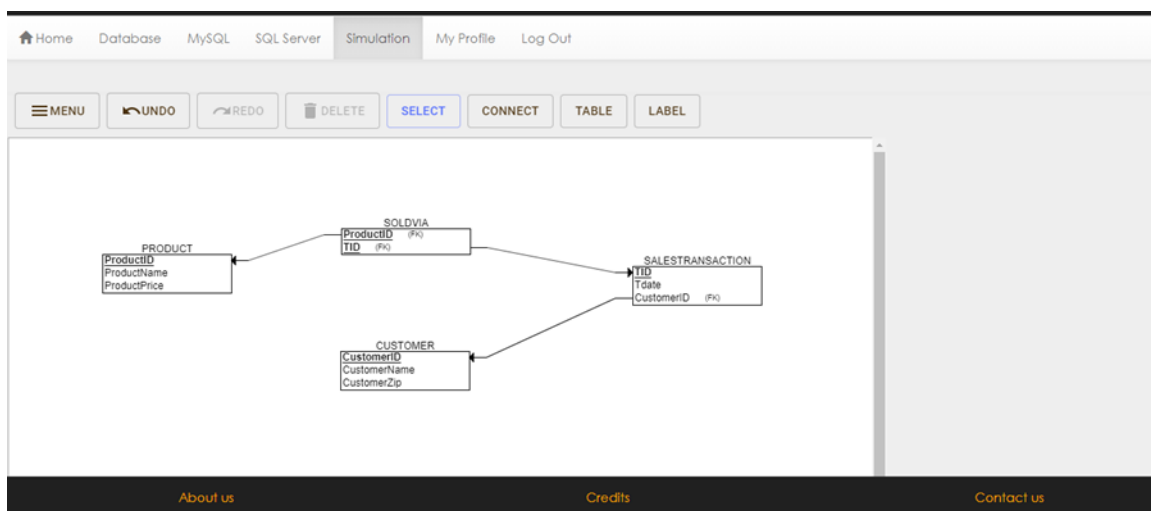 Home Database MySQL SQL Server Simulation My Profile Log Out
MENU UNDO REDO DELETE SELECT CONNECT TABLE LABEL
SOLDVIA
ProductID (FK)
TID (FK)
PRODUCT
ProductID
ProductName
ProductPrice
SALESTRANSACTION
TID
Tdate
CustomerID (FK)
CUSTOMER
CustomerID
CustomerName
CustomerZip
About us Credits Contact us